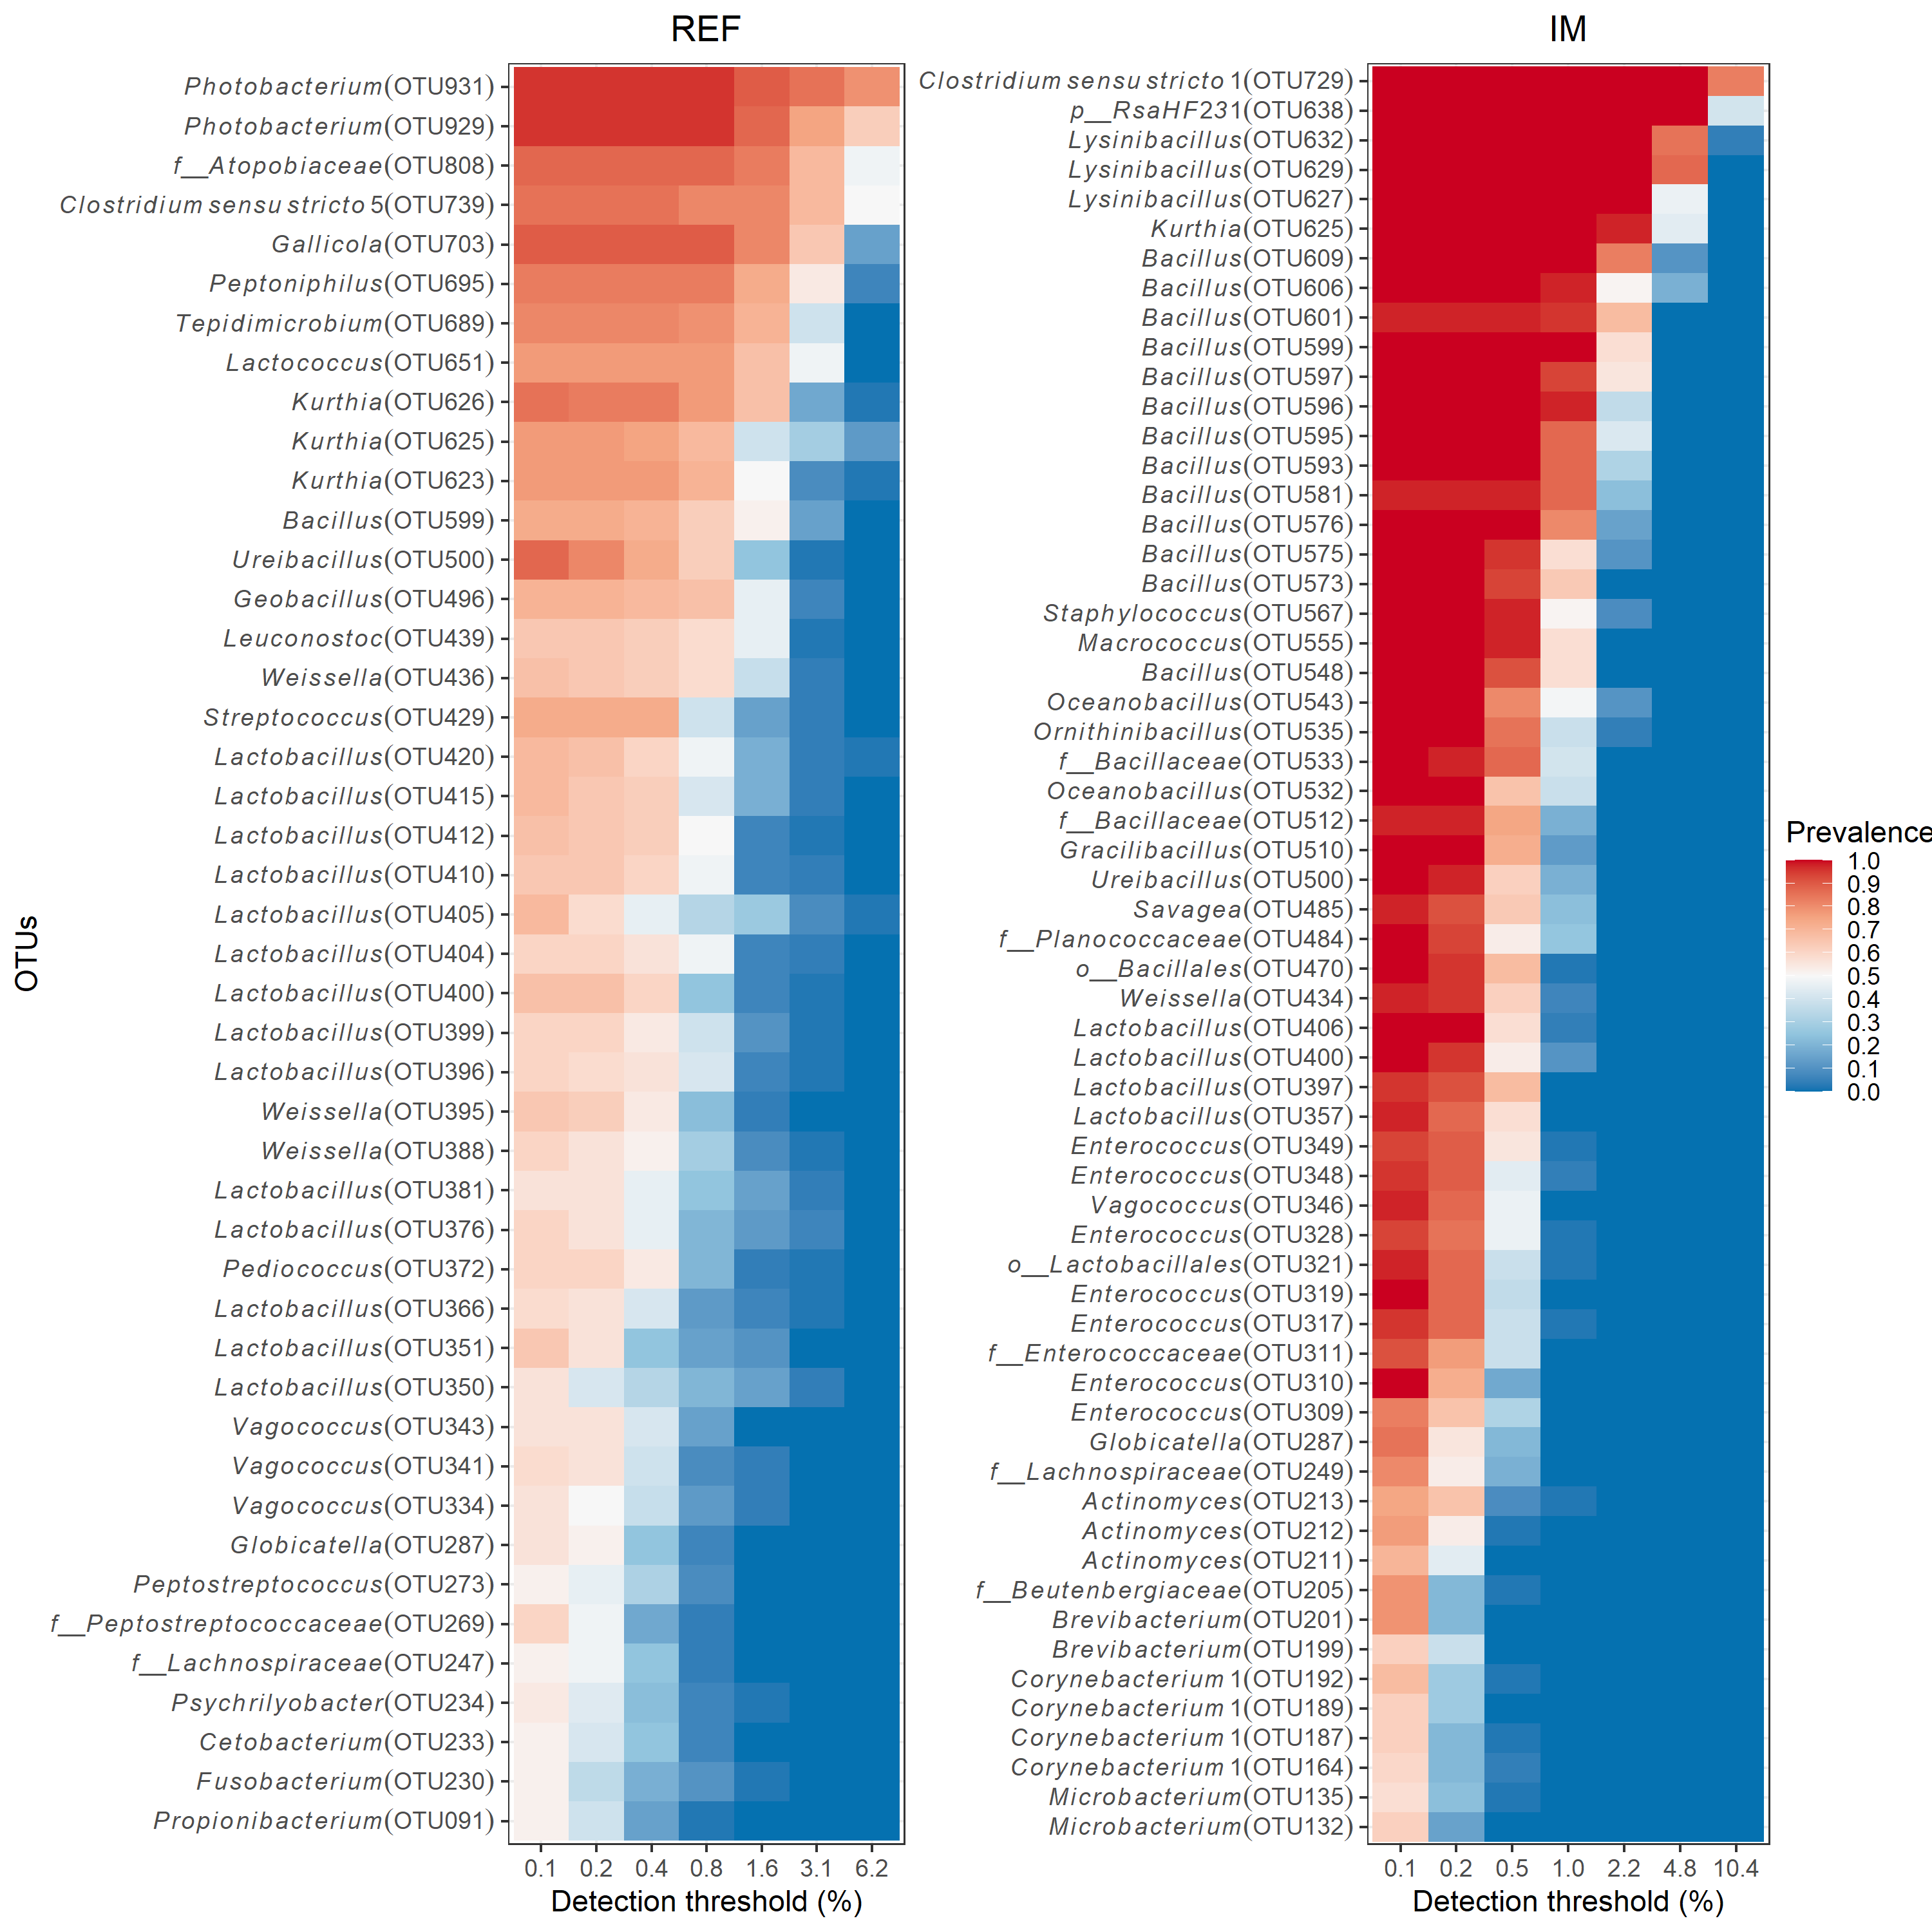 REF
Photobacterium(OTU931)
Photobacterium(OTU929)
f__Atopobiaceae(OTU808)
Clostridium sensu stricto 5(OTU739)
Gallicola(OTU703)
Peptoniphilus(OTU695)
Tepidimicrobium(OTU689)
Lactococcus(OTU651)
Kurthia(OTU626)
Kurthia(OTU625)
Kurthia(OTU623)
Bacillus(OTU599)
Ureibacillus(OTU500)
Geobacillus(OTU496)
Leuconostoc(OTU439)
Weissella(OTU436)
Streptococcus(OTU429)
Lactobacillus(OTU420)
Lactobacillus(OTU415)
Lactobacillus(OTU412)
Lactobacillus(OTU410)
Lactobacillus(OTU405)
Lactobacillus(OTU404)
Lactobacillus(OTU400)
Lactobacillus(OTU399)
Lactobacillus(OTU396)
Weissella(OTU395)
Weissella(OTU388)
Lactobacillus(OTU381)
Lactobacillus(OTU376)
Pediococcus(OTU372)
Lactobacillus(OTU366)
Lactobacillus(OTU351)
Lactobacillus(OTU350)
Vagococcus(OTU343)
Vagococcus(OTU341)
Vagococcus(OTU334)
Globicatella(OTU287)
Peptostreptococcus(OTU273)
f__Peptostreptococcaceae(OTU269)
f__Lachnospiraceae(OTU247)
Psychrilyobacter(OTU234)
Cetobacterium(OTU233)
Fusobacterium(OTU230)
Propionibacterium(OTU091)
0.1 0.2 0.4 0.8 1.6 3.1 6.2
Detection threshold (%)
OTUs
IM
Clostridium sensu stricto 1(OTU729)
p__RsaHF231(OTU638)
Lysinibacillus(OTU632)
Lysinibacillus(OTU629)
Lysinibacillus(OTU627)
Kurthia(OTU625)
Bacillus(OTU609)
Bacillus(OTU606)
Bacillus(OTU601)
Bacillus(OTU599)
Bacillus(OTU597)
Bacillus(OTU596)
Bacillus(OTU595)
Bacillus(OTU593)
Bacillus(OTU581)
Bacillus(OTU576)
Bacillus(OTU575)
Bacillus(OTU573)
Staphylococcus(OTU567)
Macrococcus(OTU555)
Bacillus(OTU548)
Oceanobacillus(OTU543)
Ornithinibacillus(OTU535)
f__Bacillaceae(OTU533)
Oceanobacillus(OTU532)
f__Bacillaceae(OTU512)
Gracilibacillus(OTU510)
Ureibacillus(OTU500)
Savagea(OTU485)
f__Planococcaceae(OTU484)
o__Bacillales(OTU470)
Weissella(OTU434)
Lactobacillus(OTU406)
Lactobacillus(OTU400)
Lactobacillus(OTU397)
Lactobacillus(OTU357)
Enterococcus(OTU349)
Enterococcus(OTU348)
Vagococcus(OTU346)
Enterococcus(OTU328)
o__Lactobacillales(OTU321)
Enterococcus(OTU319)
Enterococcus(OTU317)
f__Enterococcaceae(OTU311)
Enterococcus(OTU310)
Enterococcus(OTU309)
Globicatella(OTU287)
f__Lachnospiraceae(OTU249)
Actinomyces(OTU213)
Actinomyces(OTU212)
Actinomyces(OTU211)
f__Beutenbergiaceae(OTU205)
Brevibacterium(OTU201)
Brevibacterium(OTU199)
Corynebacterium 1(OTU192)
Corynebacterium 1(OTU189)
Corynebacterium 1(OTU187)
Corynebacterium 1(OTU164)
Microbacterium(OTU135)
Microbacterium(OTU132)
0.1 0.2 0.5 1.0 2.2 4.8 10.4
Detection threshold (%)
Prevalence
1.0
0.9
0.8
0.7
0.6
0.5
0.4
0.3
0.2
0.1
0.0